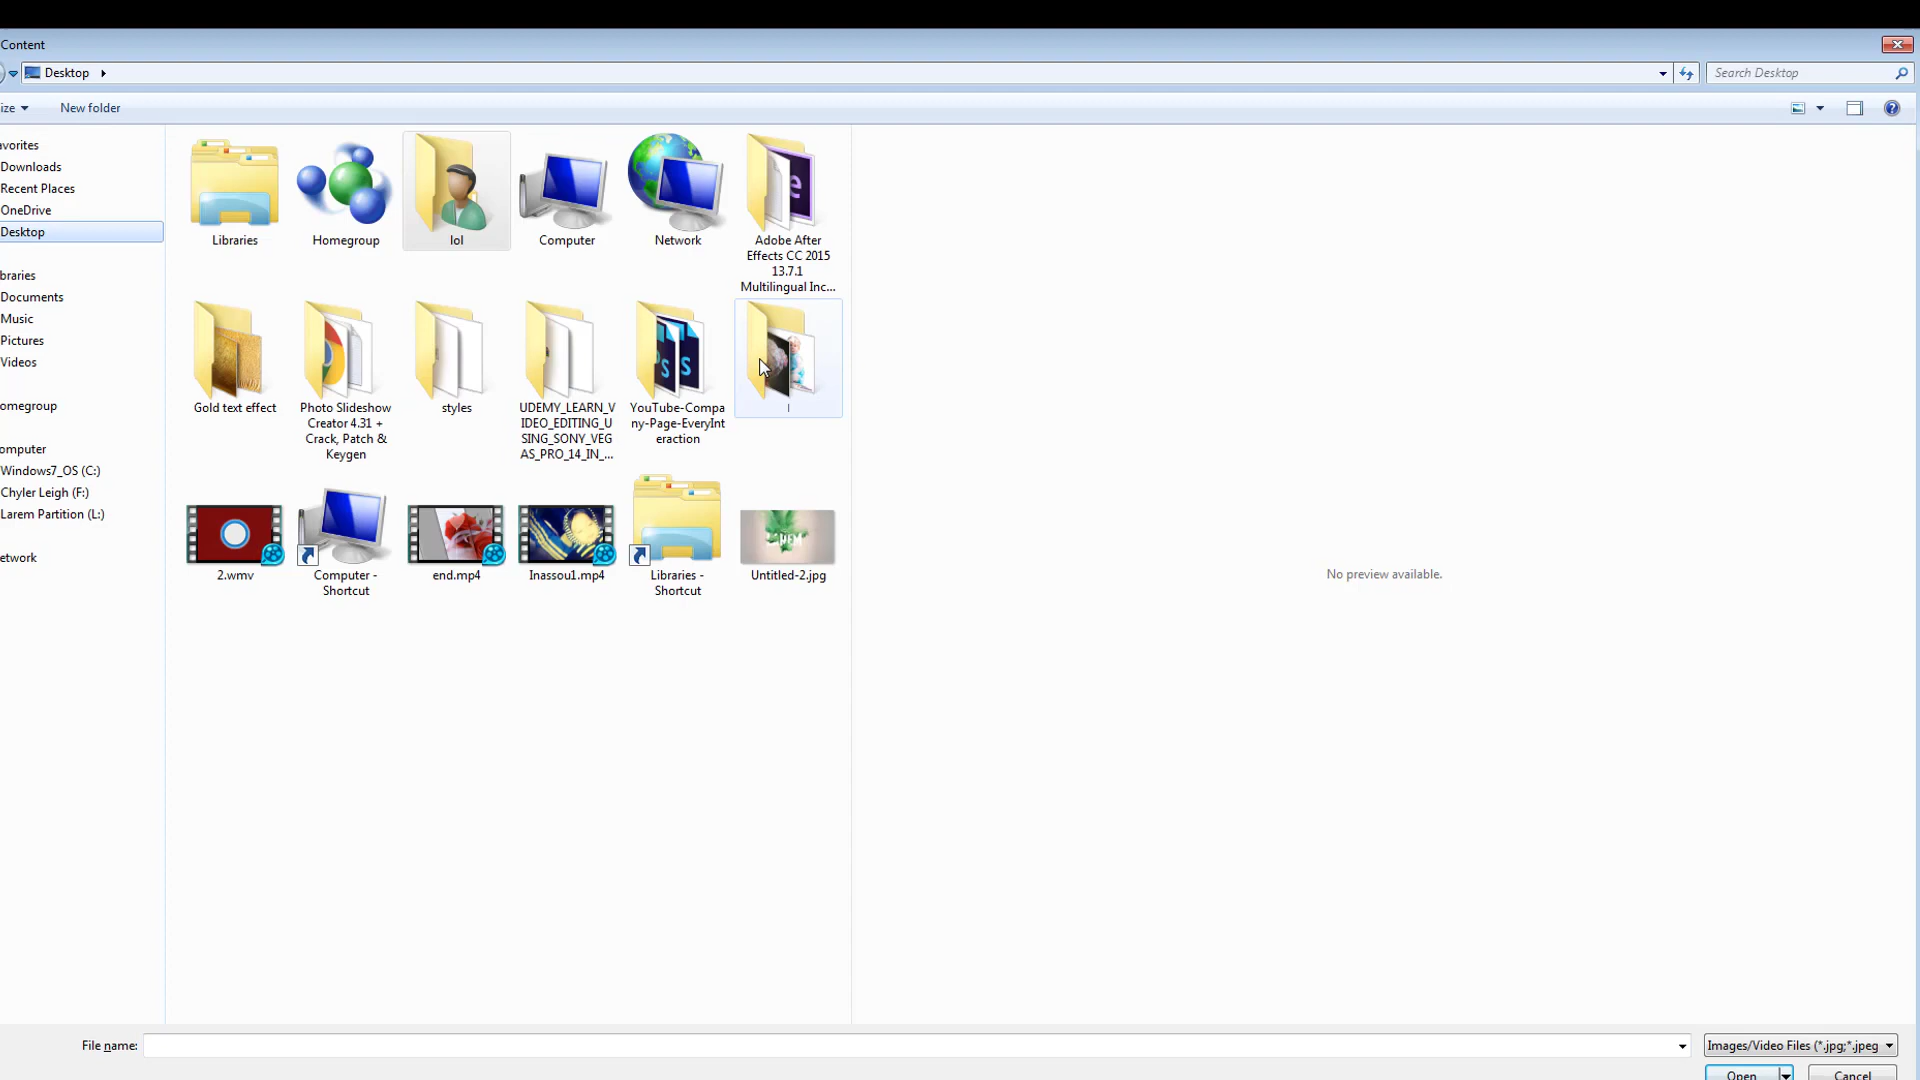 Content
Desktop
Search Desktop
ize
New folder
avorites
Downloads
Recent Places
OneDrive
Desktop
braries
Documents
Music
Pictures
Videos
omegroup
omputer
Windows7_OS (C:)
Chyler Leigh (F:)
Larem Partition (L:)
etwork
Libraries
Homegroup
lol
Computer
Network
Adobe After
Effects CC 2015
13.7.1
Multilingual Inc...
Gold text effect
Photo Slideshow
Creator 4.31 +
Crack, Patch &
Keygen
styles
UDEMY_LEARN_V
IDEO_EDITING_U
SING_SONY_VEG
AS_PRO_14_IN_...
YouTube-Compa
ny-Page-EveryInt
eraction
l
2.wmv
Computer -
Shortcut
end.mp4
Inassou1.mp4
Libraries -
Shortcut
Untitled-2.jpg
No preview available.
File name:
Images/Video Files (*.jpg;*.jpeg
Open
Cancel